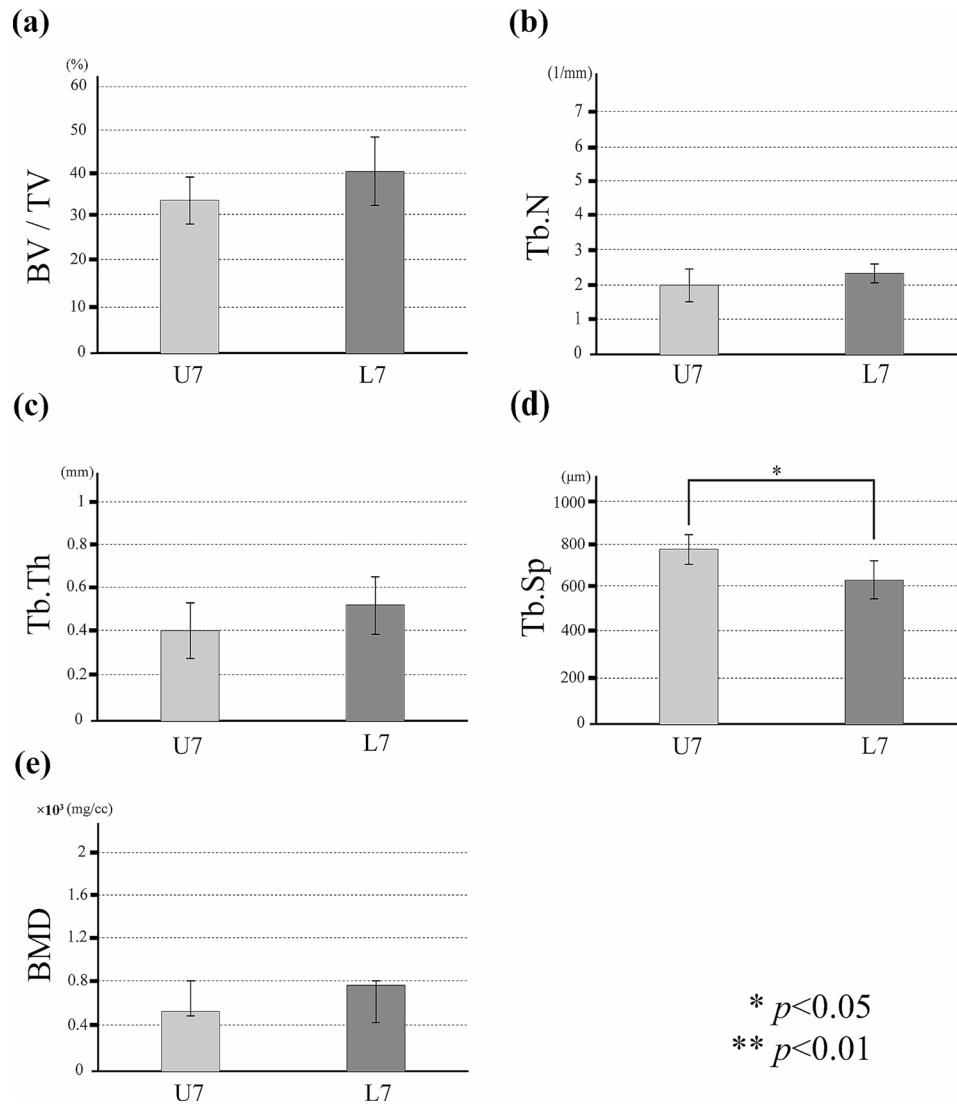 (a)
(%)
60
50
40
30
20
10
0
BV / TV
U7
L7
(b)
(1/mm)
7
6
5
4
3
2
1
0
Tb.N
U7
L7
(c)
(mm)
1
0.8
0.6
0.4
0.2
0
Tb.Th
U7
L7
(d)
(μm)
1000
800
600
400
200
0
Tb.Sp
*
U7
L7
(e)
×10³ (mg/cc)
2
1.6
1.2
0.8
0.4
0
BMD
U7
L7
* p<0.05
** p<0.01